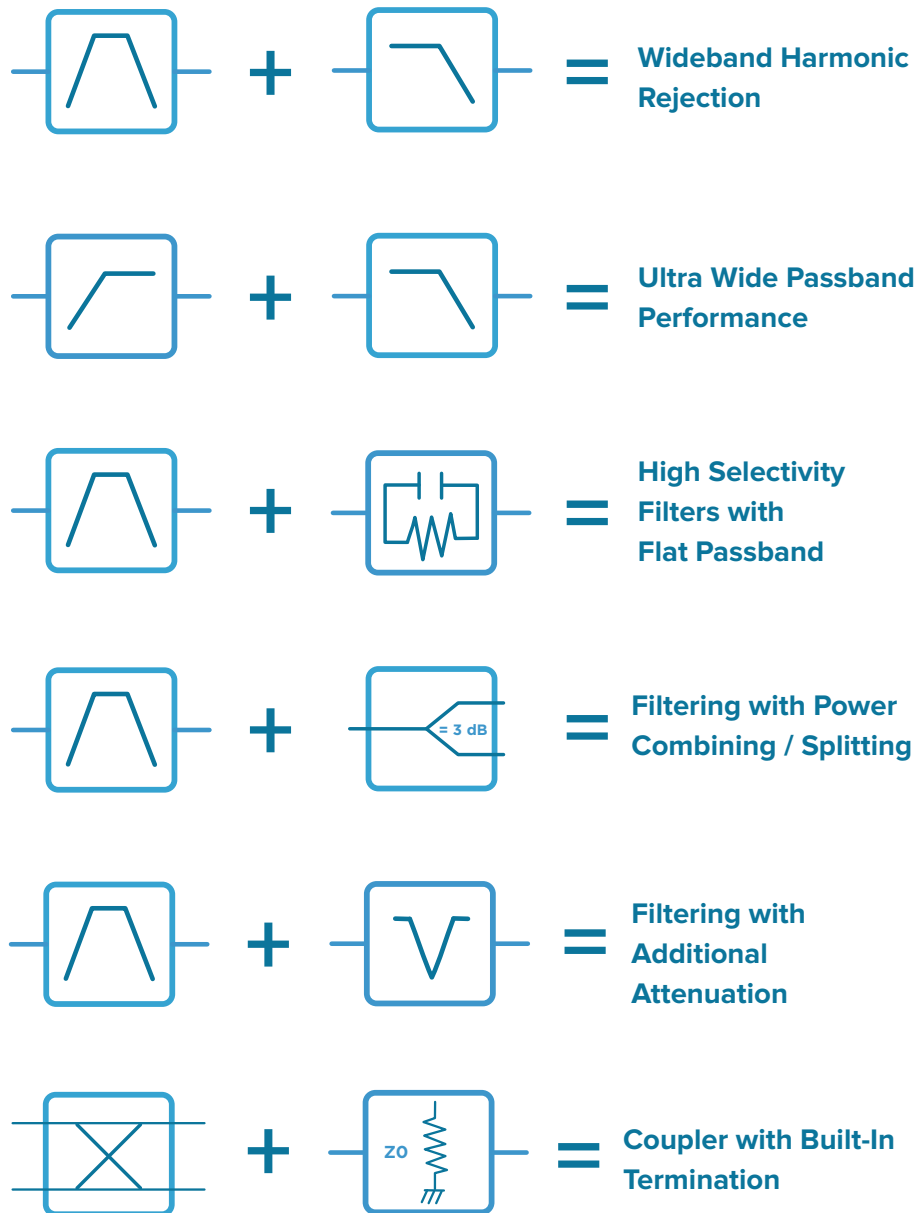 Wideband Harmonic
Rejection
Ultra Wide Passband
Performance
High Selectivity
Filters with
Flat Passband
= 3 dB
Filtering with Power
Combining / Splitting
Filtering with
Additional
Attenuation
Z0
Coupler with Built-In
Termination